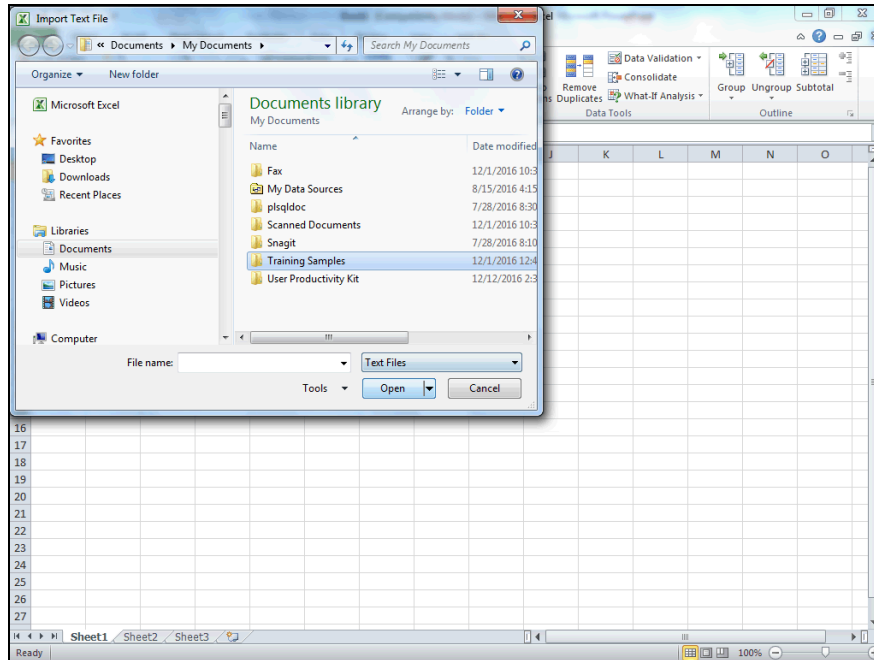 Import Text File
el
« Documents ▸ My Documents ▸
Search My Documents
Organize ▾ New folder
Microsoft Excel
Favorites
Desktop
Downloads
Recent Places
Libraries
Documents
Music
Pictures
Videos
Computer
Documents library
My Documents
Arrange by: Folder ▾
Name Date modified
Fax 12/1/2016 10:3
My Data Sources 8/15/2016 4:15
plsqldoc 7/28/2016 8:30
Scanned Documents 12/1/2016 10:3
Snagit 7/28/2016 8:10
Training Samples 12/1/2016 12:4
User Productivity Kit 12/12/2016 2:3
File name:
Text Files
Tools
Open
Cancel
Remove
Duplicates
Data Validation
Consolidate
What-If Analysis
Data Tools
Group Ungroup Subtotal
Outline
J K L M N O
16
17
18
19
20
21
22
23
24
25
26
27
Sheet1 Sheet2 Sheet3
Ready
100%